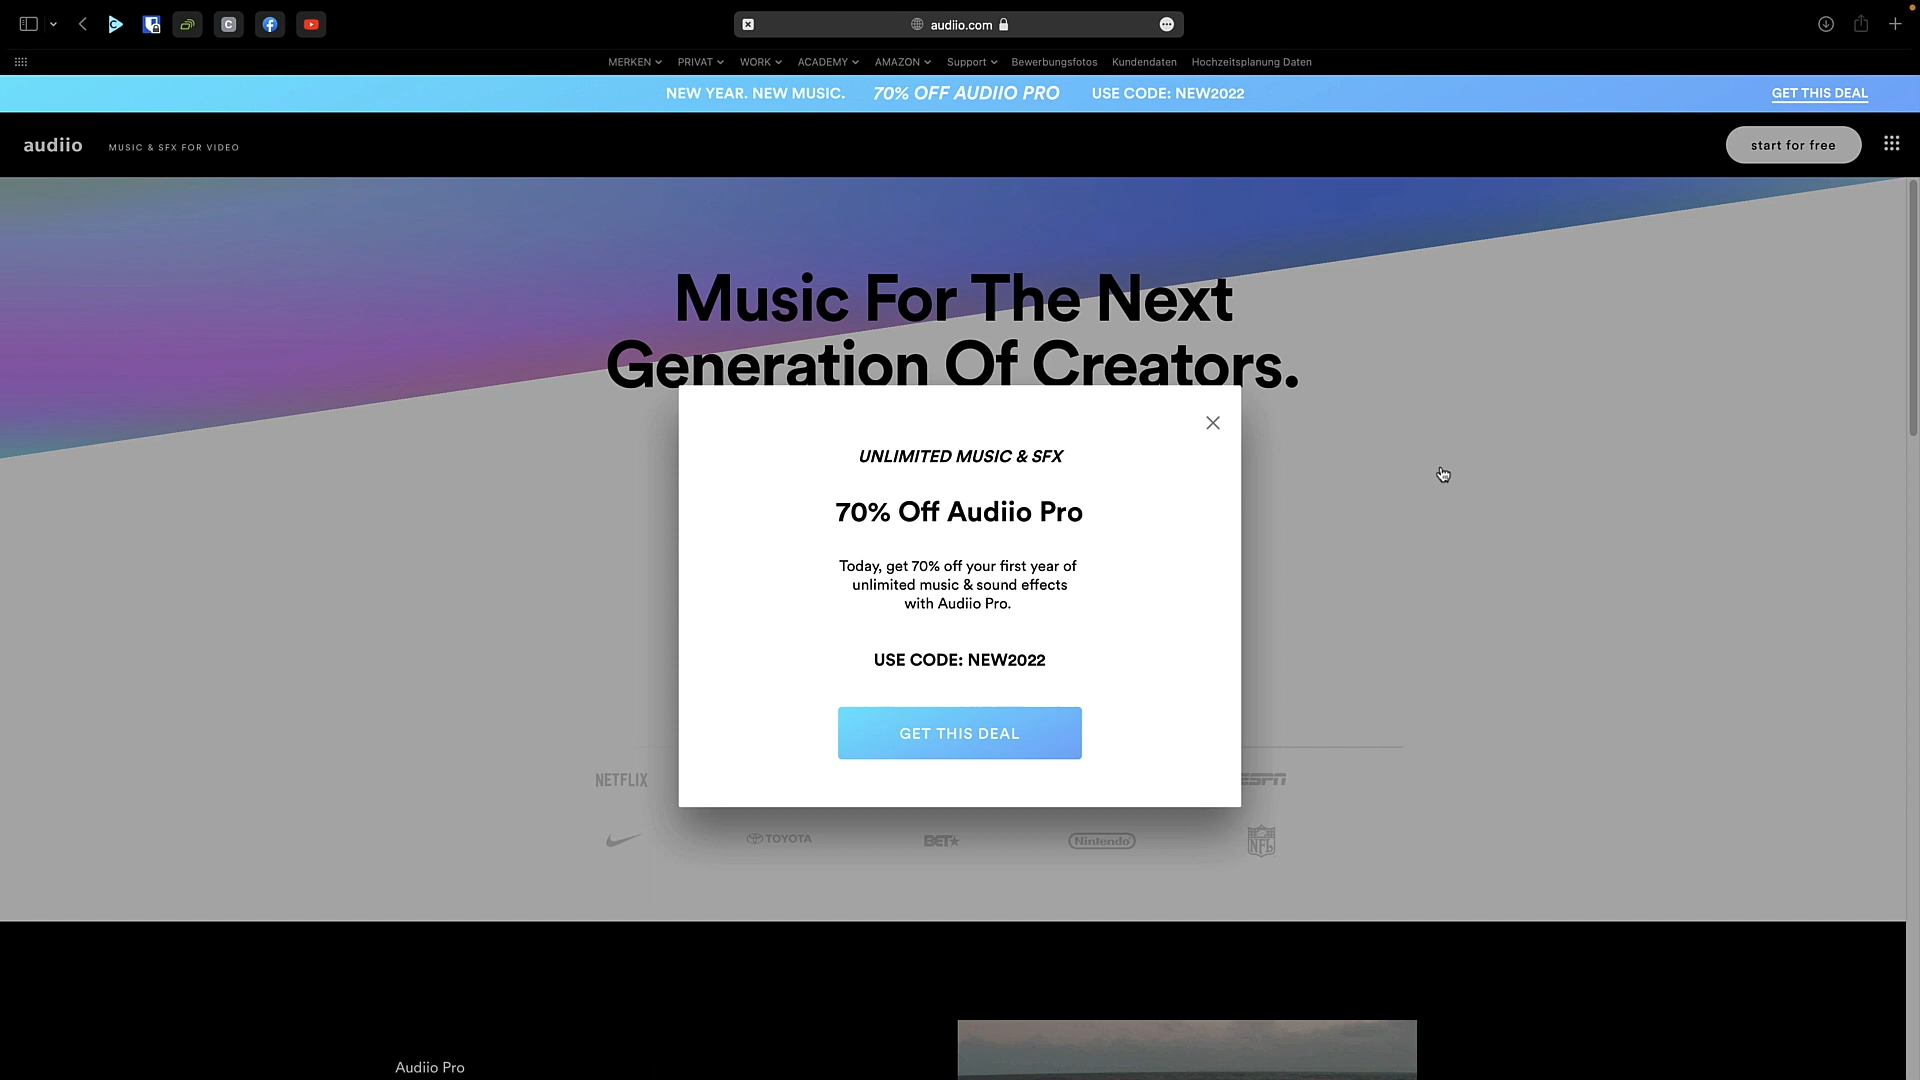 C
audiio.com
MERKEN
PRIVAT
WORK
ACADEMY
AMAZON
Support
Bewerbungsfotos
Kundendaten
Hochzeitsplanung Daten
NEW YEAR. NEW MUSIC. 70% OFF AUDIIO PRO USE CODE: NEW2022
GET THIS DEAL
audiio
MUSIC & SFX FOR VIDEO
start for free
Music For The Next
Generation Of Creators.
UNLIMITED MUSIC & SFX
70% Off Audiio Pro
Today, get 70% off your first year of
unlimited music & sound effects
with Audiio Pro.
USE CODE: NEW2022
GET THIS DEAL
NETFLIX
ESPN
TOYOTA
BET
Nintendo
NFL
Audiio Pro